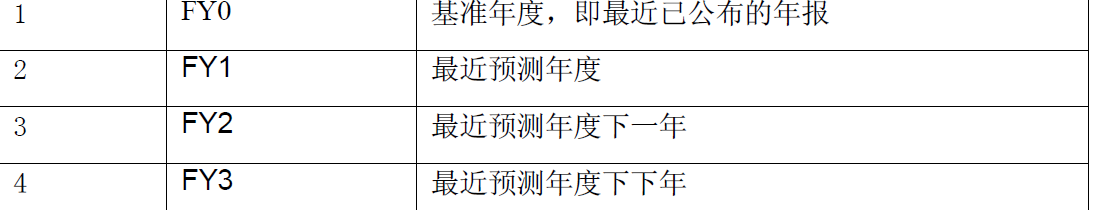 1 FY0 基准年度，即最近已公布的年报
2 FY1 最近预测年度
3 FY2 最近预测年度下一年
4 FY3 最近预测年度下下年